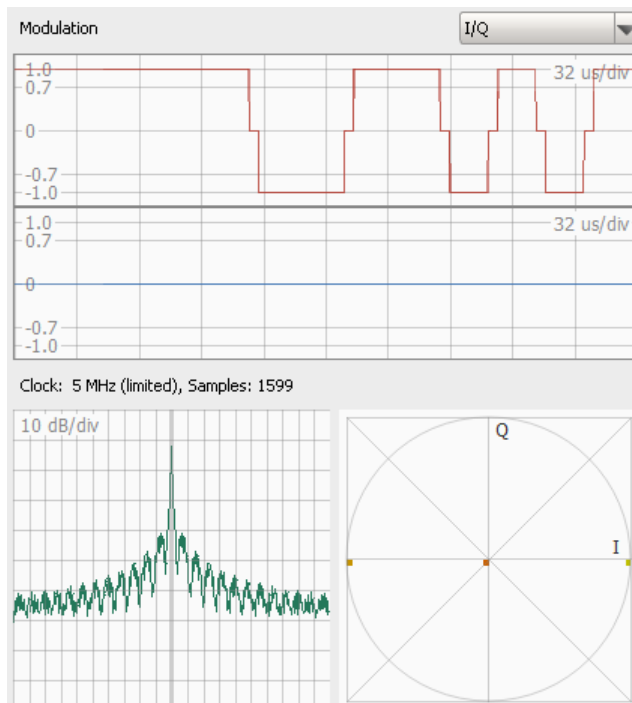 Modulation
I/Q
1.0
32 us/div
0.7
0
-0.7
-1.0
1.0
32 us/div
0.7
0
-0.7
-1.0
Clock: 5 MHz (limited), Samples: 1599
10 dB/div
Q
I